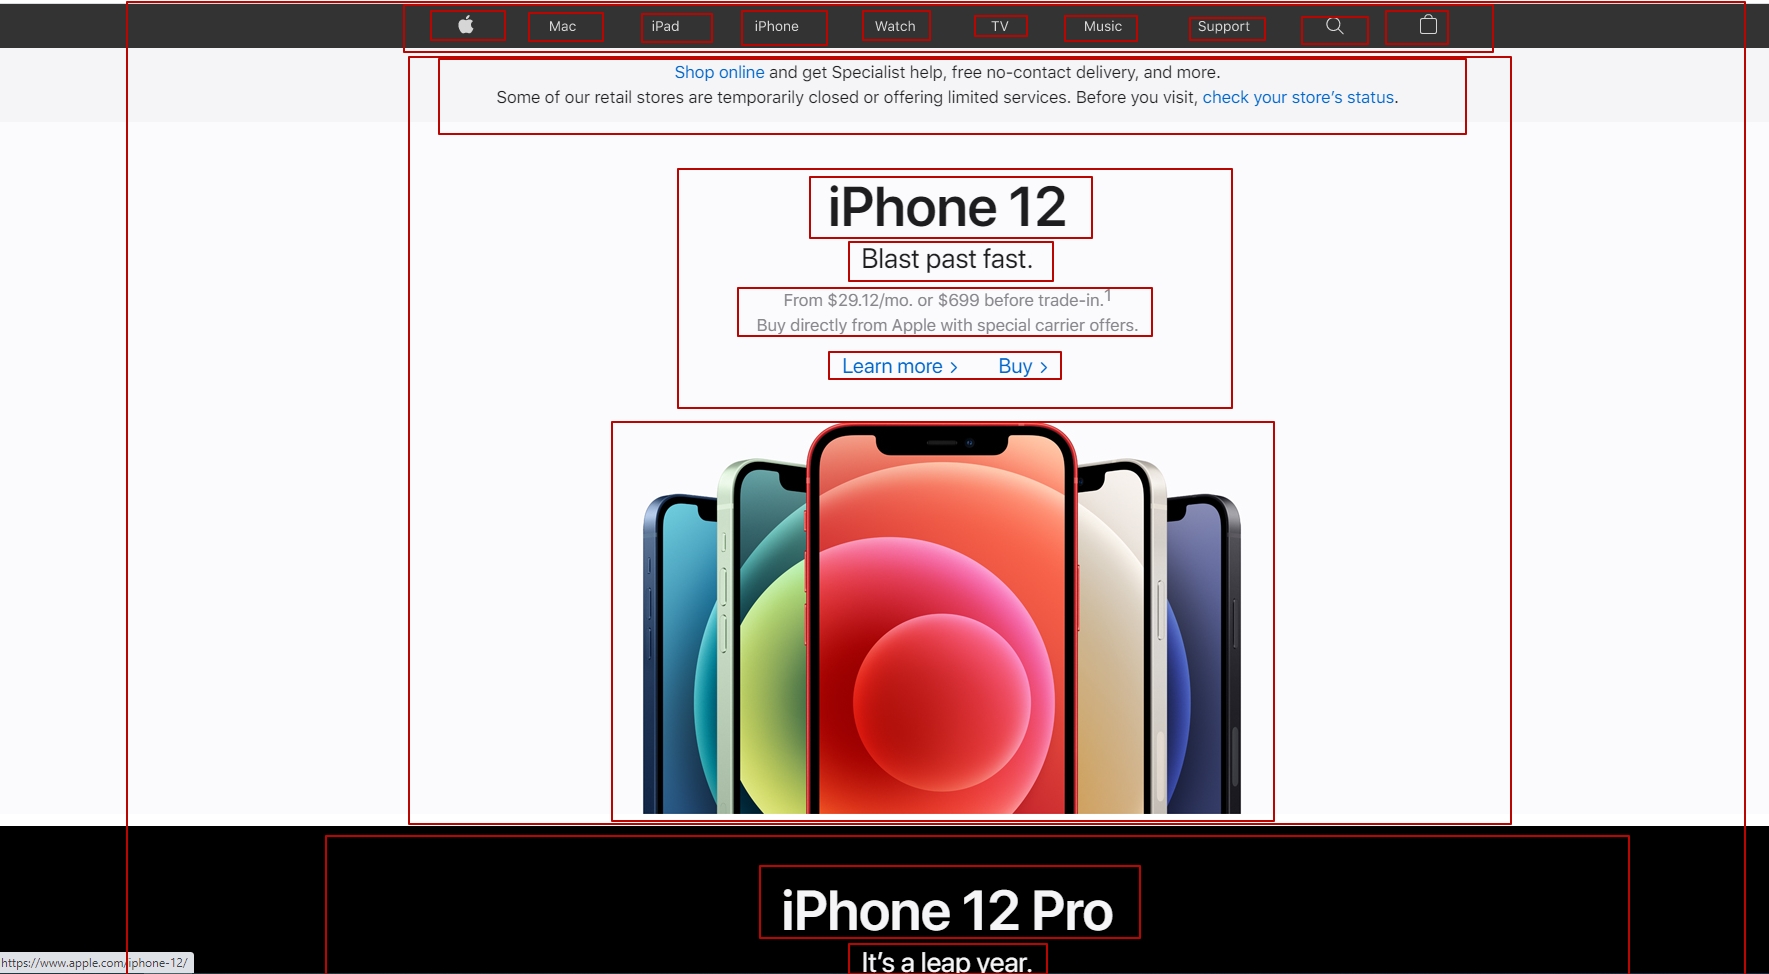 Mac iPad iPhone Watch TV Music Support
Shop online and get Specialist help, free no-contact delivery, and more.
Some of our retail stores are temporarily closed or offering limited services. Before you visit, check your store’s status.
iPhone 12
Blast past fast.
From $29.12/mo. or $699 before trade-in.1
Buy directly from Apple with special carrier offers.
Learn more > Buy >
iPhone 12 Pro
It’s a leap year.
https://www.apple.com/iphone-12/